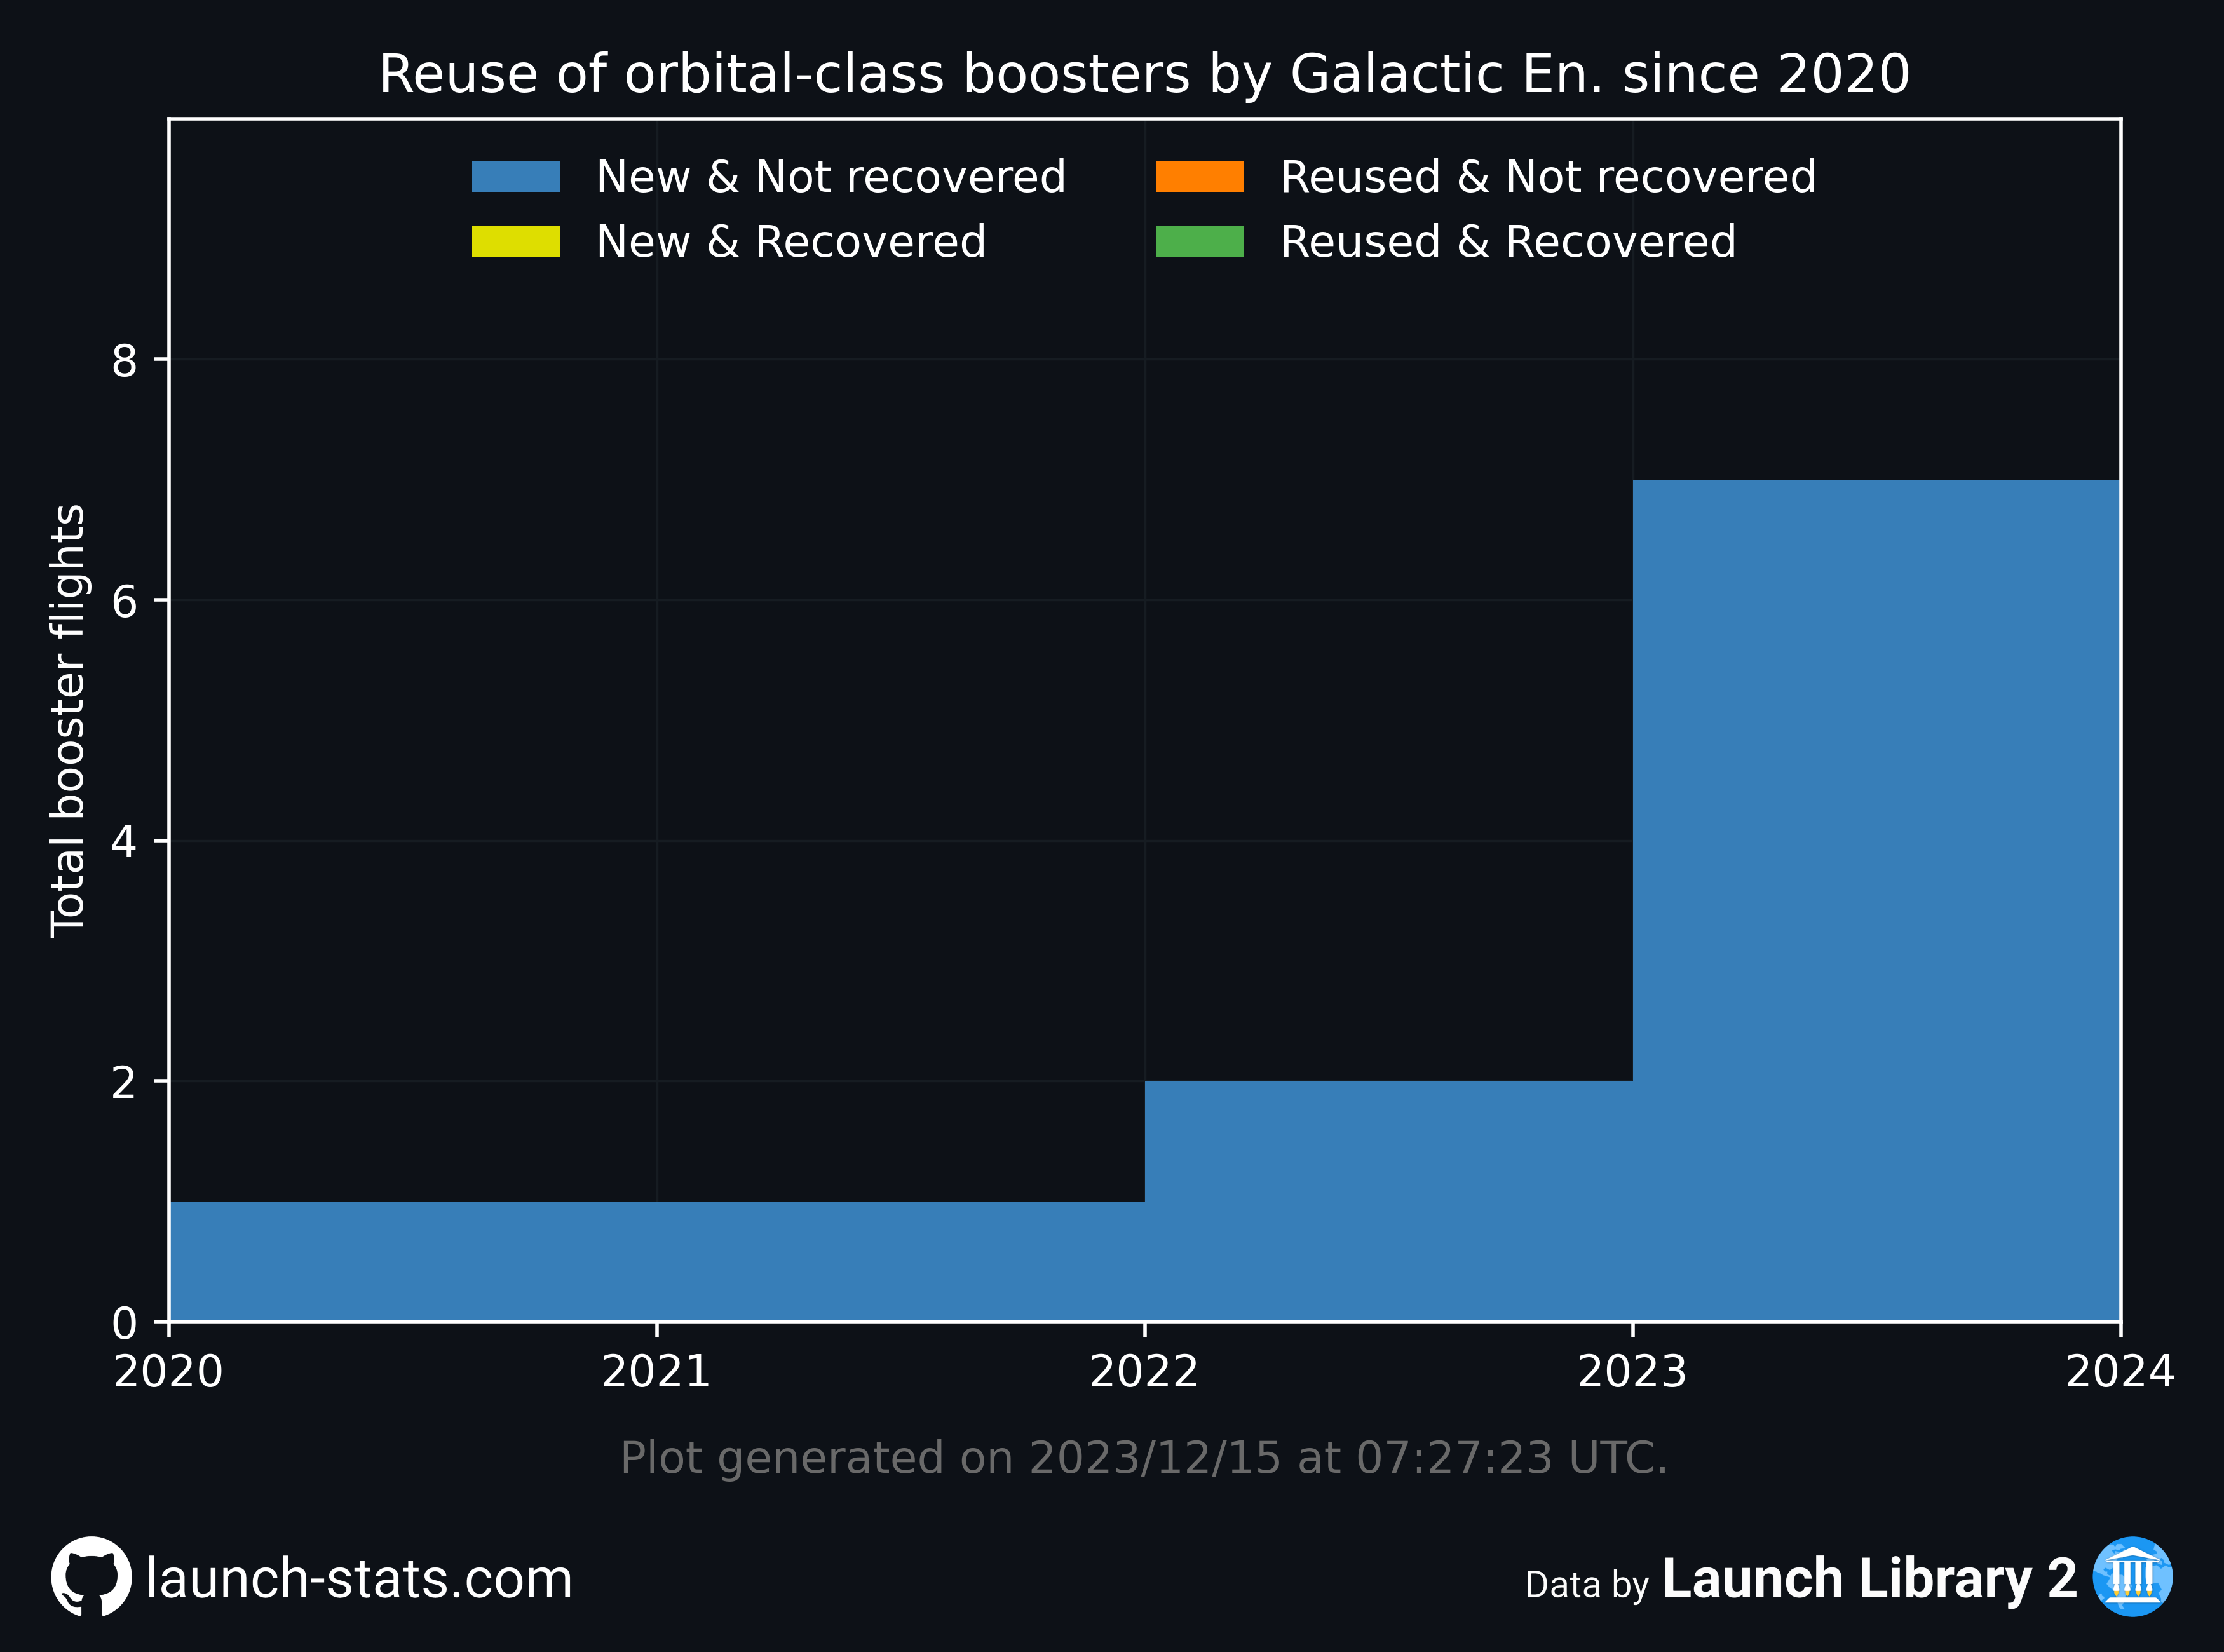 Reuse of orbital-class boosters by Galactic En. since 2020
New & Not recovered
New & Recovered
Reused & Not recovered
Reused & Recovered
Total booster flights
8
6
4
2
0
2020
2021
2022
2023
2024
Plot generated on 2023/12/15 at 07:27:23 UTC.
launch-stats.com
Data by Launch Library 2